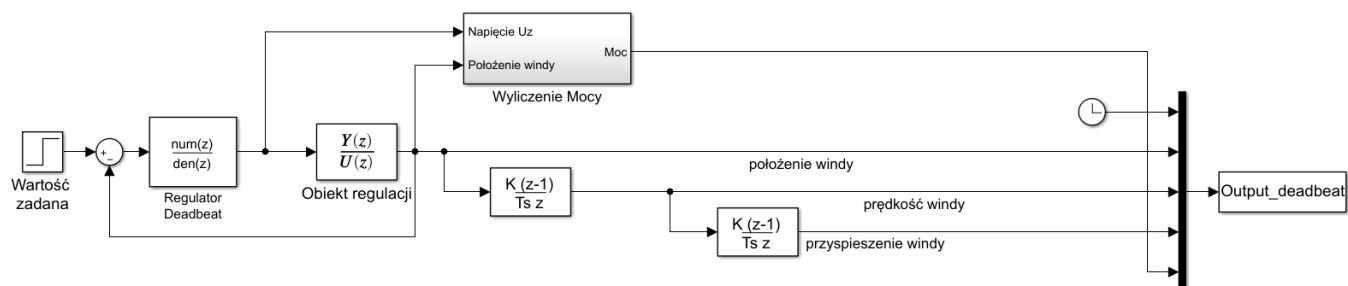 Napięcie Uz
Położenie windy
Moc
Wyliczenie Mocy
+
-
num(z)
den(z)
Y(z)
U(z)
położenie windy
Wartość
zadana
Regulator
Deadbeat
Obiekt regulacji
K (z-1)
Ts z
prędkość windy
Output_deadbeat
K (z-1)
Ts z
przyspieszenie windy